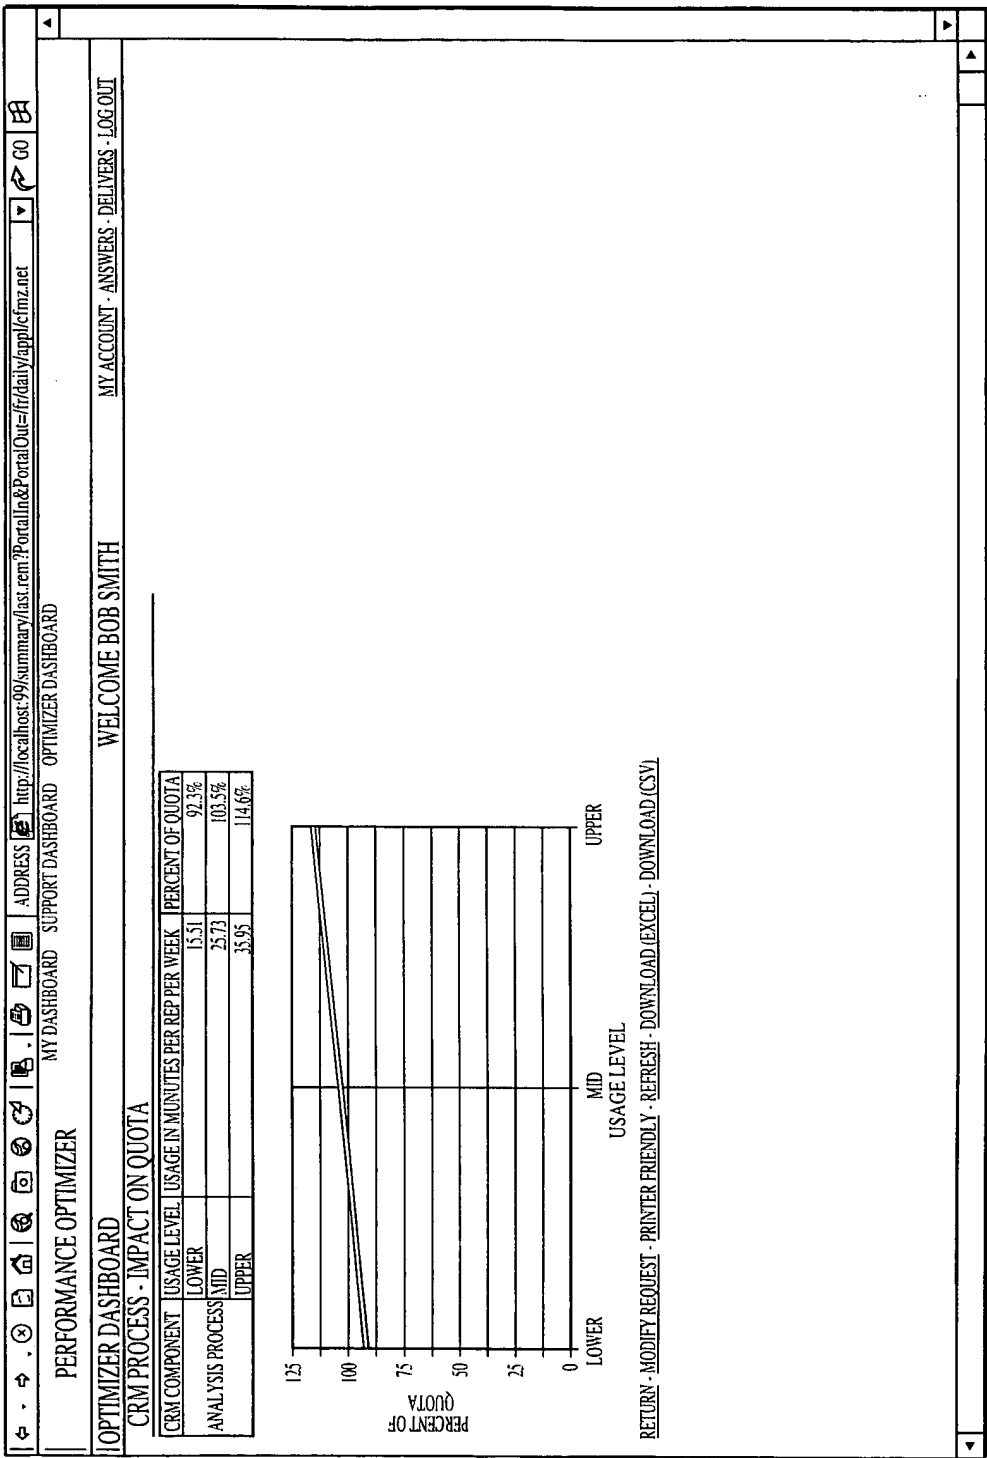 ADDRESS http://localhost:99/summary/last.rem?PortalIn&PortalOut=/fr/daily/appl/cfmz.net GO
MY DASHBOARD SUPPORT DASHBOARD OPTIMIZER DASHBOARD
PERFORMANCE OPTIMIZER
OPTIMIZER DASHBOARD WELCOME BOB SMITH MY ACCOUNT - ANSWERS - DELIVERS - LOG OUT
CRM PROCESS - IMPACT ON QUOTA
CRM COMPONENT USAGE LEVEL USAGE IN MUNUTES PER REP PER WEEK PERCENT OF QUOTA
ANALYSIS PROCESS LOWER 15.51 92.3%
MID 25.73 103.5%
UPPER 35.95 114.6%
PERCENT OF
QUOTA
125
100
75
50
25
0
LOWER MID UPPER
USAGE LEVEL
RETURN - MODIFY REQUEST - PRINTER FRIENDLY - REFRESH - DOWNLOAD (EXCEL) - DOWNLOAD (CSV)